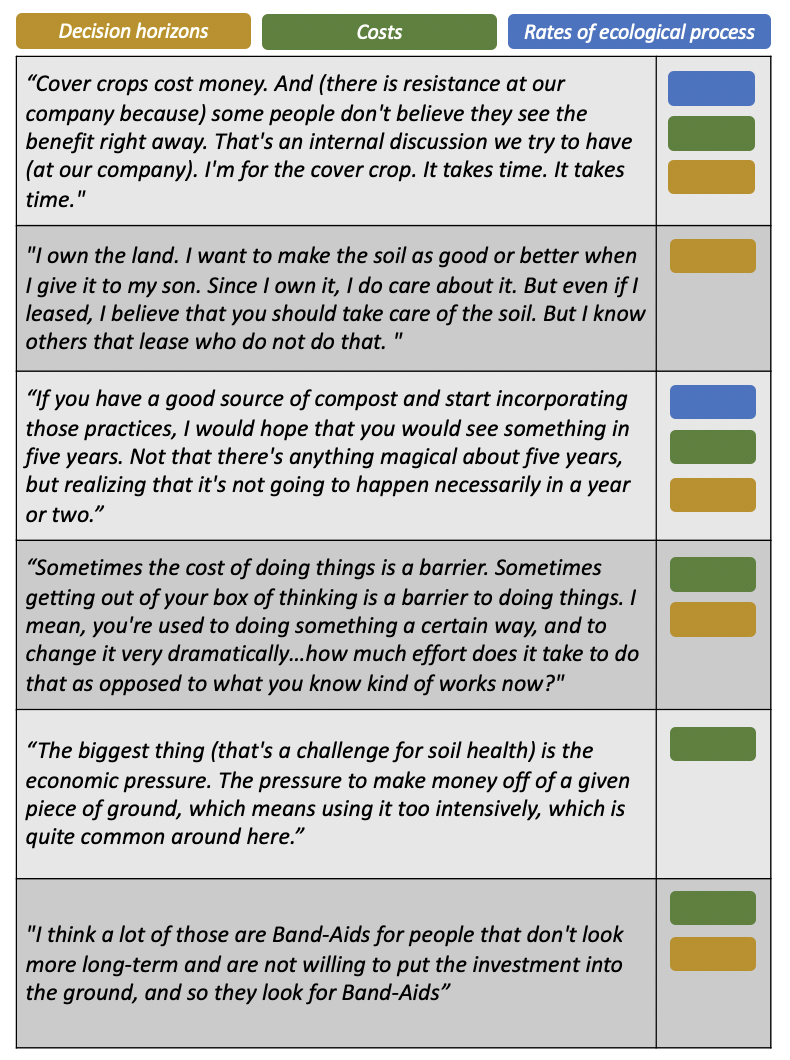 Decision horizons
Costs
Rates of ecological process
“Cover crops cost money. And (there is resistance at our
company because) some people don't believe they see the
benefit right away. That's an internal discussion we try to have
(at our company). I'm for the cover crop. It takes time. It takes
time."
"I own the land. I want to make the soil as good or better when
I give it to my son. Since I own it, I do care about it. But even if I
leased, I believe that you should take care of the soil. But I know
others that lease who do not do that. "
“If you have a good source of compost and start incorporating
those practices, I would hope that you would see something in
five years. Not that there's anything magical about five years,
but realizing that it's not going to happen necessarily in a year
or two.”
“Sometimes the cost of doing things is a barrier. Sometimes
getting out of your box of thinking is a barrier to doing things. I
mean, you're used to doing something a certain way, and to
change it very dramatically…how much effort does it take to do
that as opposed to what you know kind of works now?"
“The biggest thing (that's a challenge for soil health) is the
economic pressure. The pressure to make money off of a given
piece of ground, which means using it too intensively, which is
quite common around here.”
"I think a lot of those are Band-Aids for people that don't look
more long-term and are not willing to put the investment into
the ground, and so they look for Band-Aids”